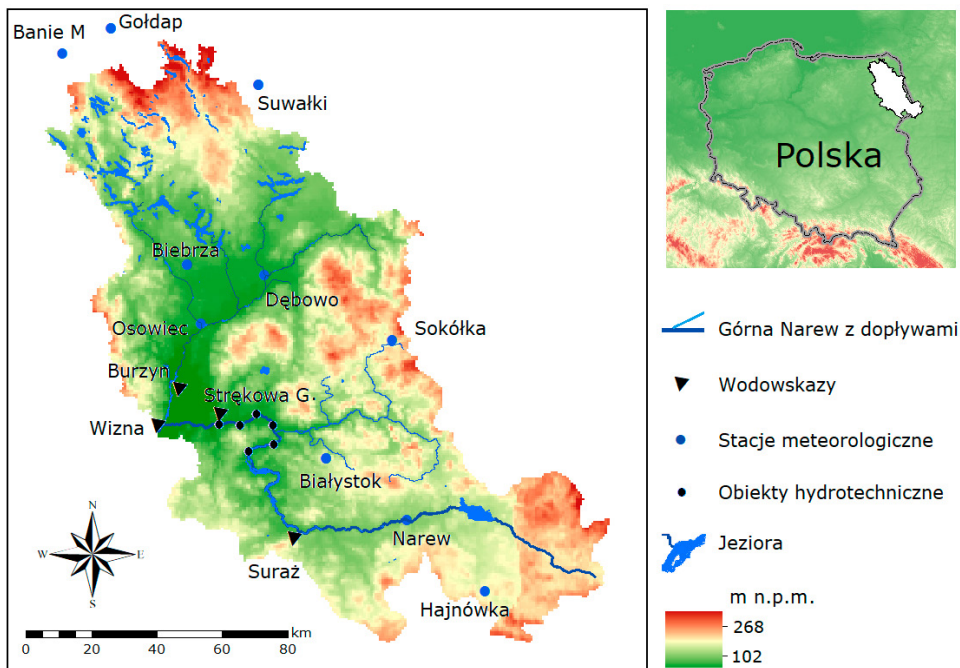 Gołdap
Banie M
Suwałki
Biebrza
Dębowo
Osowiec
Sokółka
Burzyn
Strękowa G.
Wizna
Białystok
Narew
Suraż
Hajnówka
N
W E
S
km
0 20 40 60 80
Polska
Górna Narew z dopływami
Wodowskazy
Stacje meteorologiczne
Obiekty hydrotechniczne
Jeziora
m n.p.m.
268
102